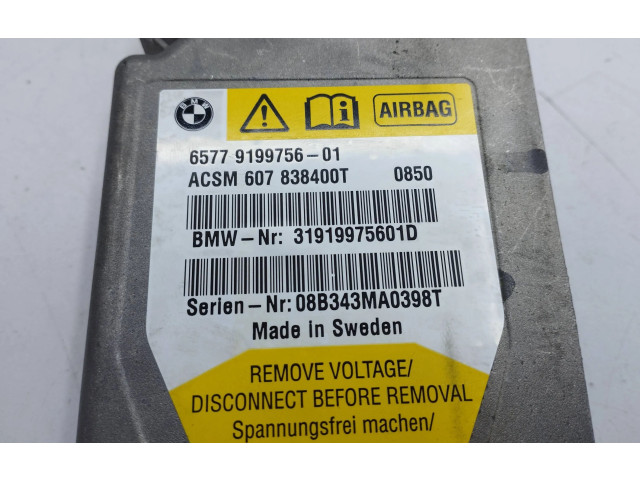 BMW
AIRBAG
6577 9199756-01
ACSM 607 838400T 0850
BMW-Nr: 31919975601D
Serien-Nr: 08B343MA0398T
Made in Sweden
REMOVE VOLTAGE/
DISCONNECT BEFORE REMOVAL
Spannungsfrei machen/